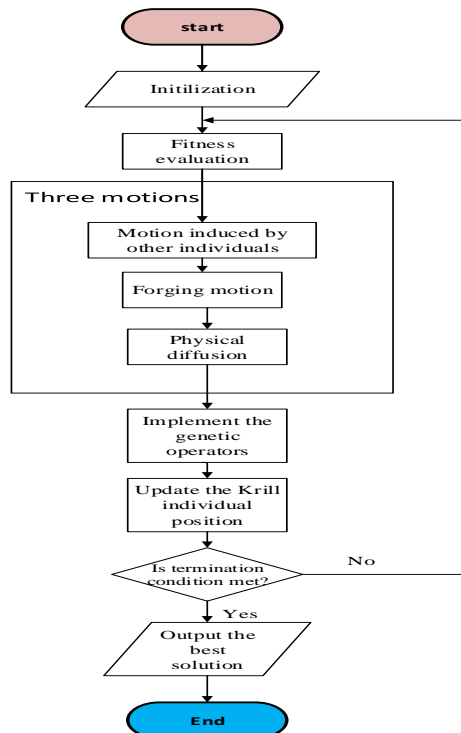 start
Initilization
Fitness
evaluation
Three motions
Motion induced by
other individuals
Forging motion
Physical
diffusion
Implement the
genetic
operators
Update the Krill
individual
position
Is termination
condition met?
No
Yes
Output the
best
solution
End